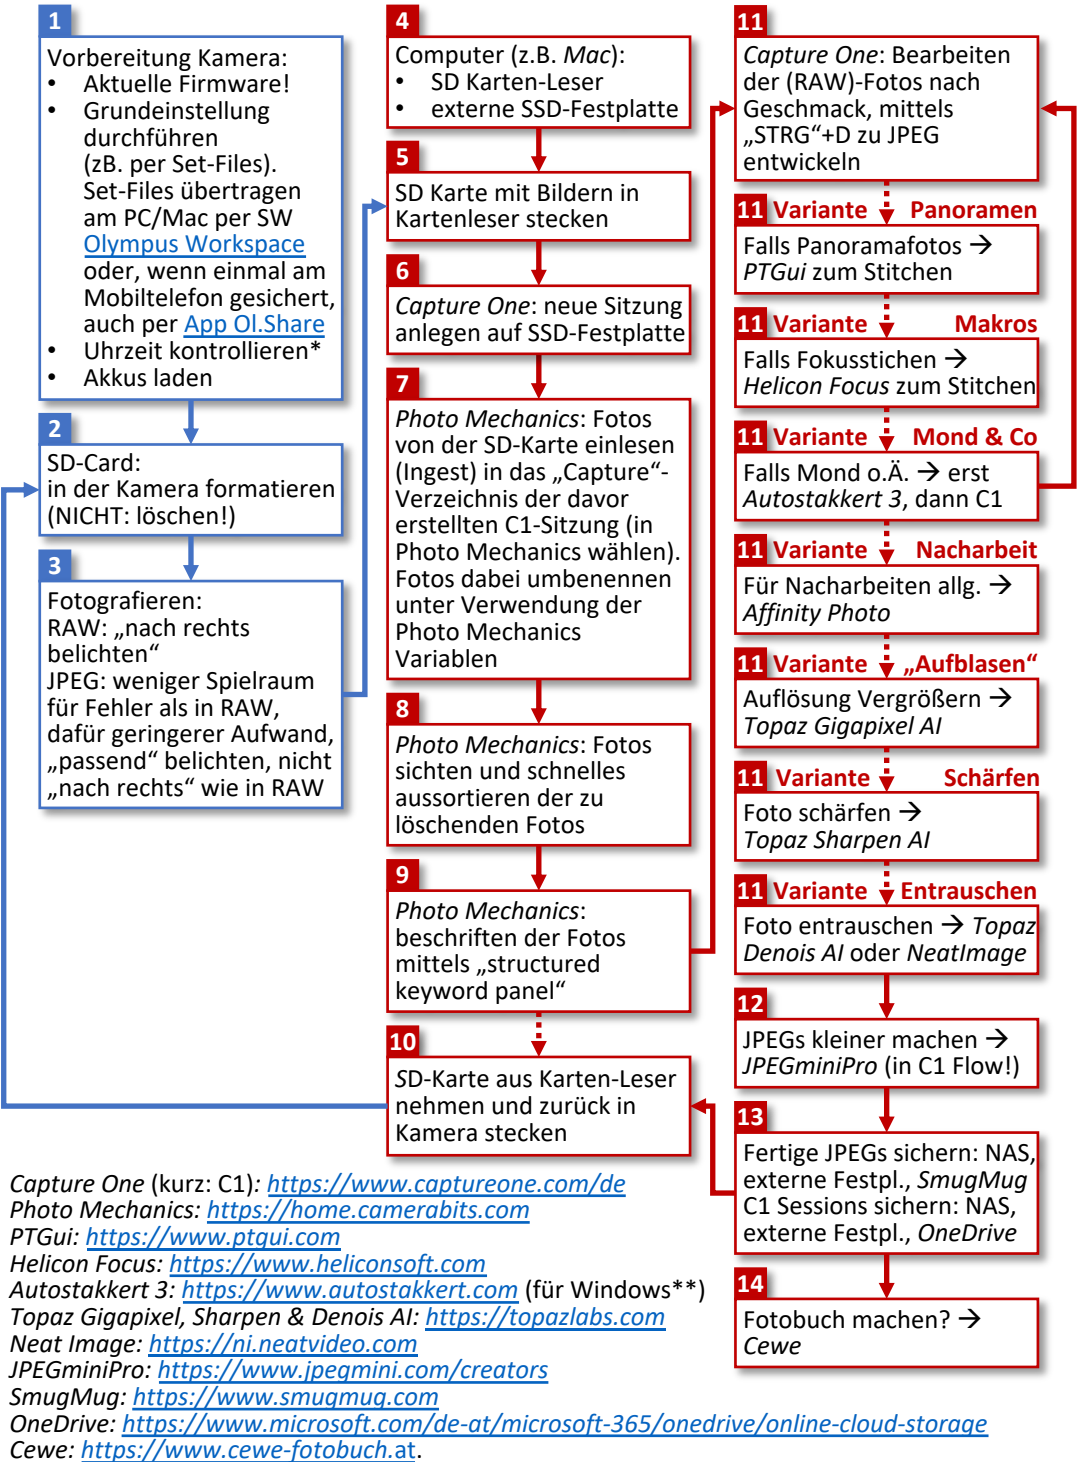 1
Vorbereitung Kamera:
• Aktuelle Firmware!
• Grundeinstellung
durchführen
(zB. per Set-Files).
Set-Files übertragen
am PC/Mac per SW
Olympus Workspace
oder, wenn einmal am
Mobiltelefon gesichert,
auch per App Ol.Share
• Uhrzeit kontrollieren*
• Akkus laden
2
SD-Card:
in der Kamera formatieren
(NICHT: löschen!)
3
Fotografieren:
RAW: „nach rechts
belichten“
JPEG: weniger Spielraum
für Fehler als in RAW,
dafür geringerer Aufwand,
„passend“ belichten, nicht
„nach rechts“ wie in RAW
4
Computer (z.B. Mac):
• SD Karten-Leser
• externe SSD-Festplatte
5
SD Karte mit Bildern in
Kartenleser stecken
6
Capture One: neue Sitzung
anlegen auf SSD-Festplatte
7
Photo Mechanics: Fotos
von der SD-Karte einlesen
(Ingest) in das „Capture“-
Verzeichnis der davor
erstellten C1-Sitzung (in
Photo Mechanics wählen).
Fotos dabei umbenennen
unter Verwendung der
Photo Mechanics
Variablen
8
Photo Mechanics: Fotos
sichten und schnelles
aussortieren der zu
löschenden Fotos
9
Photo Mechanics:
beschriften der Fotos
mittels „structured
keyword panel“
10
SD-Karte aus Karten-Leser
nehmen und zurück in
Kamera stecken
11
Capture One: Bearbeiten
der (RAW)-Fotos nach
Geschmack, mittels
„STRG“+D zu JPEG
entwickeln
11 Variante Panoramen
Falls Panoramafotos →
PTGui zum Stitchen
11 Variante Makros
Falls Fokusstichen →
Helicon Focus zum Stitchen
11 Variante Mond & Co
Falls Mond o.Ä. → erst
Autostakkert 3, dann C1
11 Variante Nacharbeit
Für Nacharbeiten allg. →
Affinity Photo
11 Variante „Aufblasen“
Auflösung Vergrößern →
Topaz Gigapixel AI
11 Variante Schärfen
Foto schärfen →
Topaz Sharpen AI
11 Variante Entrauschen
Foto entrauschen → Topaz
Denois AI oder NeatImage
12
JPEGs kleiner machen →
JPEGminiPro (in C1 Flow!)
13
Fertige JPEGs sichern: NAS,
externe Festpl., SmugMug
C1 Sessions sichern: NAS,
externe Festpl., OneDrive
14
Fotobuch machen? →
Cewe
Capture One (kurz: C1): https://www.captureone.com/de
Photo Mechanics: https://home.camerabits.com
PTGui: https://www.ptgui.com
Helicon Focus: https://www.heliconsoft.com
Autostakkert 3: https://www.autostakkert.com (für Windows**)
Topaz Gigapixel, Sharpen & Denois AI: https://topazlabs.com
Neat Image: https://ni.neatvideo.com
JPEGminiPro: https://www.jpegmini.com/creators
SmugMug: https://www.smugmug.com
OneDrive: https://www.microsoft.com/de-at/microsoft-365/onedrive/online-cloud-storage
Cewe: https://www.cewe-fotobuch.at.